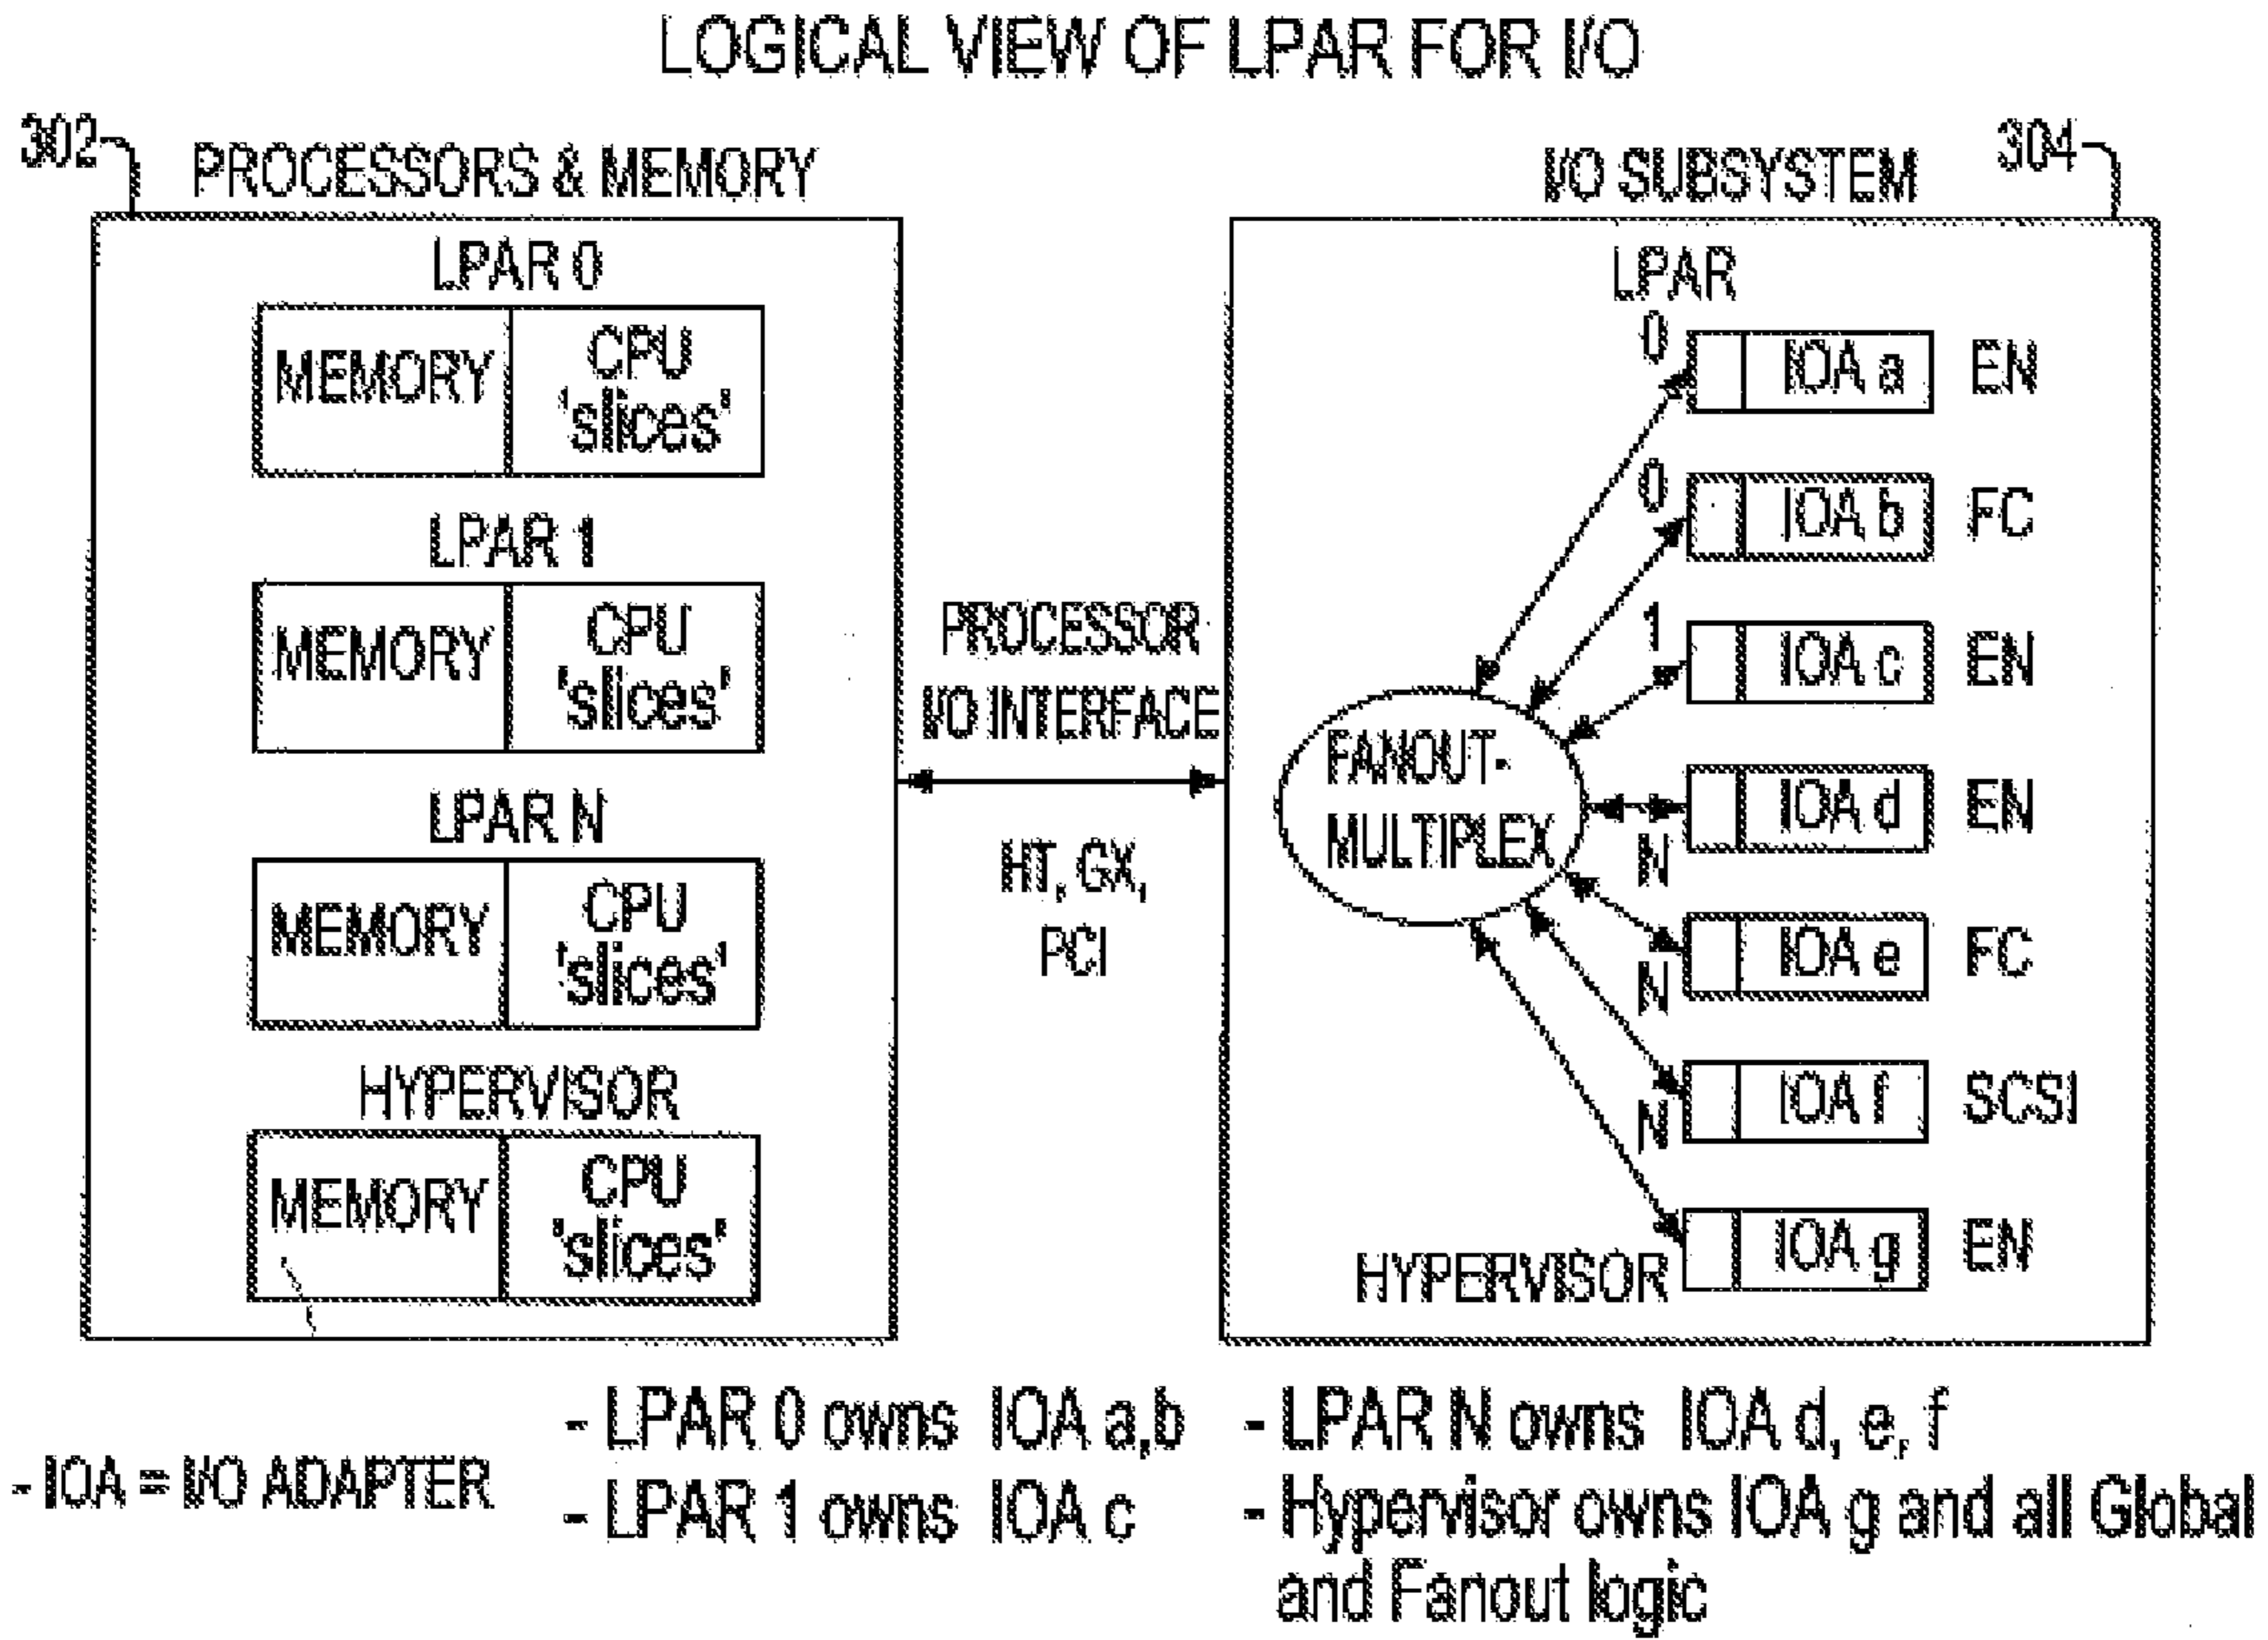 LOGICAL VIEW OF LPAR FOR I/O
302
PROCESSORS & MEMORY
LPAR 0
MEMORY
CPU
'slices'
LPAR 1
MEMORY
CPU
'slices'
LPAR N
MEMORY
CPU
'slices'
HYPERVISOR
MEMORY
CPU
'slices'
PROCESSOR
I/O INTERFACE
HT, GX,
PCI
I/O SUBSYSTEM
304
LPAR
0
IOA a
EN
0
IOA b
FC
1
IOA c
EN
FANOUT-
MULTIPLEX
IOA d
EN
N
IOA e
FC
N
IOA f
SCSI
N
IOA g
EN
HYPERVISOR
- IOA = I/O ADAPTER
- LPAR 0 owns IOA a,b
- LPAR 1 owns IOA c
- LPAR N owns IOA d, e, f
- Hypervisor owns IOA g and all Global
and Fanout logic